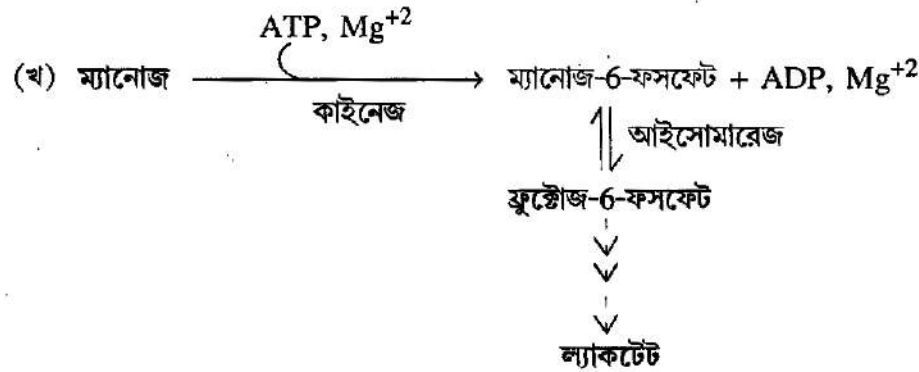 ATP, Mg+2
(খ) ম্যানোজ ম্যানোজ-6-ফসফেট + ADP, Mg+2
কাইনেজ
আইসোমারেজ
ফ্রুক্টোজ-6-ফসফেট
ল্যাকটেট